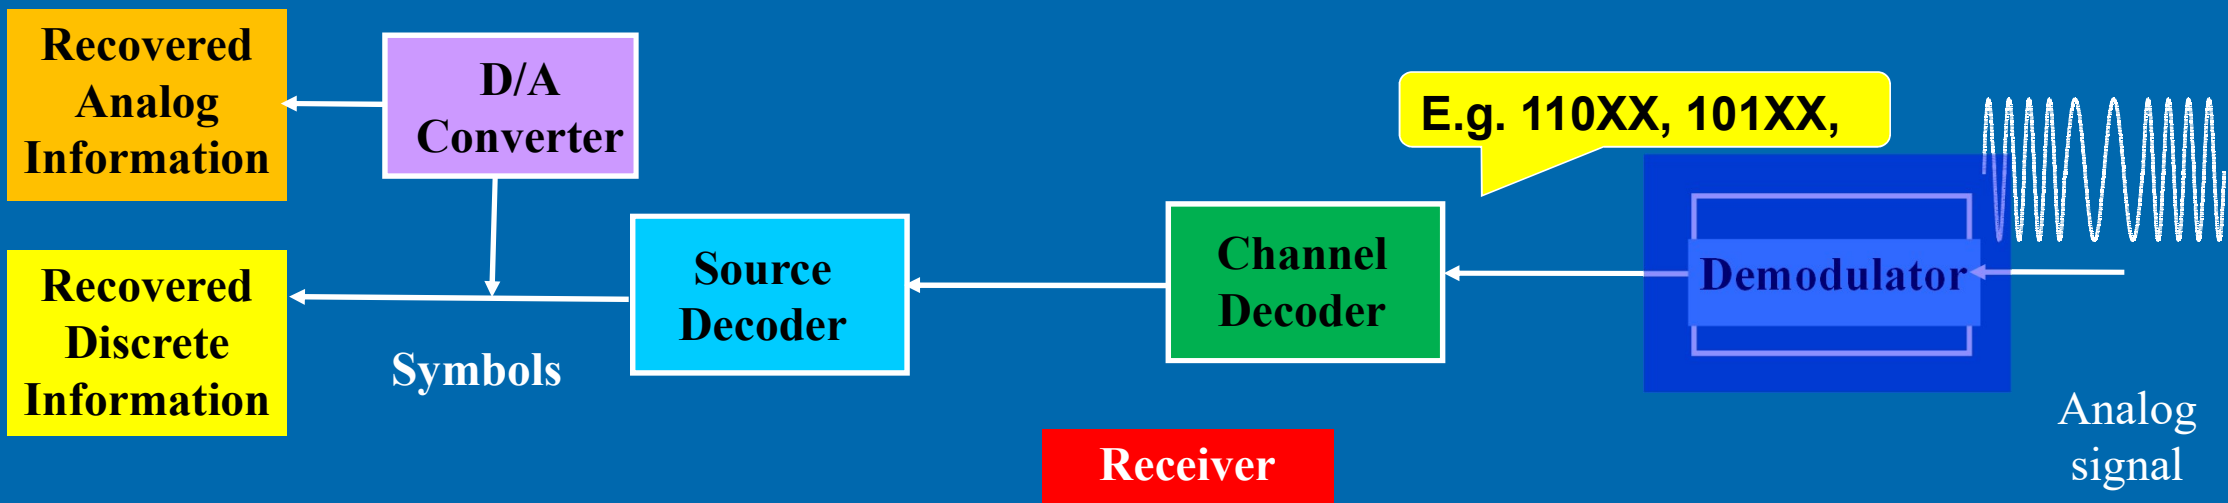 Recovered
Analog
Information
D/A
Converter
E.g. 110XX, 101XX,
Recovered
Discrete
Information
Symbols
Source
Decoder
Channel
Decoder
Demodulator
Analog
signal
Receiver